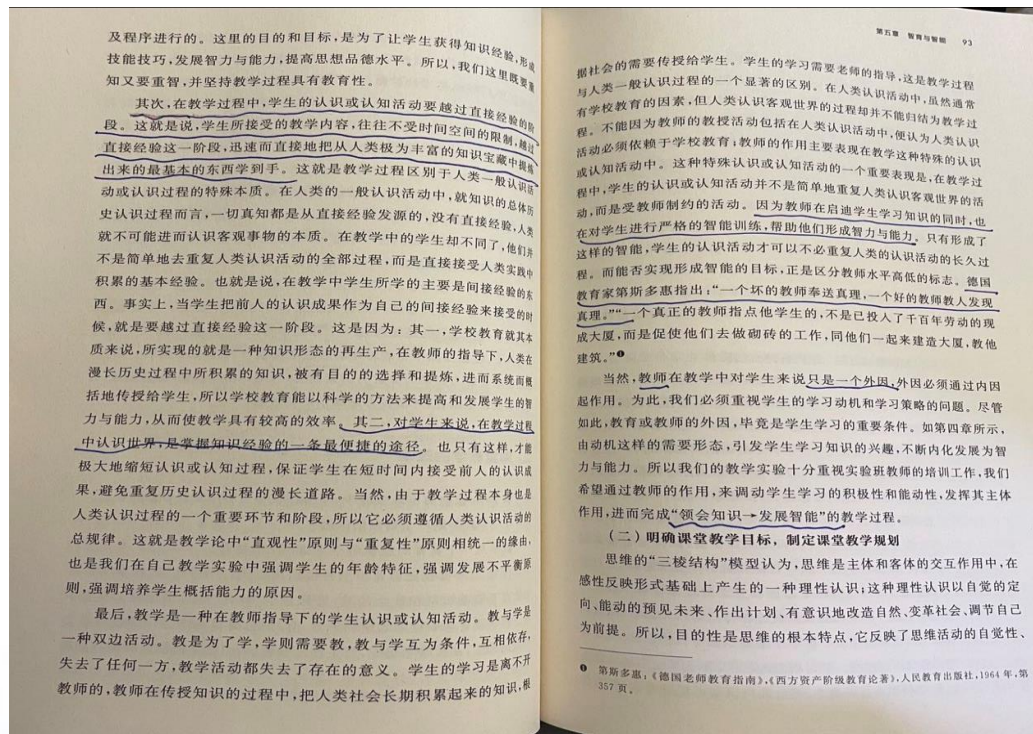 及程序进行的。这里的目的和目标，是为了让学生获得知识经验，形成
技能技巧，发展智力与能力，提高思想品德水平。所以，我们这里既要重
知又要重智，并坚持教学过程具有教育性。
其次，在教学过程中，学生的认识或认知活动要越过直接经验的阶
段。这就是说，学生所接受的教学内容，往往不受时间空间的限制，越过
直接经验这一阶段，迅速而直接地把从人类极为丰富的知识宝藏中提炼
出来的最基本的东西学到手。这就是教学过程区别于人类一般认识活
动或认识过程的特殊本质。在人类的一般认识活动中，就知识的总体历
史认识过程而言，一切真知都是从直接经验发源的，没有直接经验，人类
就不可能进而认识客观事物的本质。在教学中的学生却不同了，他们并
不是简单地去重复人类认识活动的全部过程，而是直接接受人类实践中
积累的基本经验。也就是说，在教学中学生所学的主要是间接经验的东
西。事实上，当学生把前人的认识成果作为自己的间接经验来接受的时
候，就是要越过直接经验这一阶段。这是因为：其一，学校教育就其本
质来说，所实现的就是一种知识形态的再生产，在教师的指导下，人类在
漫长历史过程中所积累的知识，被有目的的选择和提炼，进而系统而概
括地传授给学生，所以学校教育能以科学的方法来提高和发展学生的智
力与能力，从而使教学具有较高的效率。其二，对学生来说，在教学过程
中认识世界，是掌握知识经验的一条最便捷的途径。也只有这样，才能
极大地缩短认识或认知过程，保证学生在短时间内接受前人的认识成
果，避免重复历史认识过程的漫长道路。当然，由于教学过程本身也是
人类认识过程的一个重要环节和阶段，所以它必须遵循人类认识活动的
总规律。这就是教学论中“直观性”原则与“重复性”原则相统一的缘由，
也是我们在自己教学实验中强调学生的年龄特征，强调发展不平衡原
则，强调培养学生概括能力的原因。
最后，教学是一种在教师指导下的学生认识或认知活动。教与学是
一种双边活动。教是为了学，学则需要教，教与学互为条件，互相依存，
失去了任何一方，教学活动都失去了存在的意义。学生的学习是离不开
教师的，教师在传授知识的过程中，把人类社会长期积累起来的知识，根
第五章 智育与智能 93
据社会的需要传授给学生。学生的学习需要老师的指导，这是教学过程
与人类一般认识过程的一个显著的区别。在人类认识活动中，虽然通常
有学校教育的因素，但人类认识客观世界的过程却并不能归结为教学过
程。不能因为教师的教授活动包括在人类认识活动中，便认为人类认识
活动必须依赖于学校教育；教师的作用主要表现在教学这种特殊的认识
或认知活动中。这种特殊认识或认知活动的一个重要表现是，在教学过
程中，学生的认识或认知活动并不是简单地重复人类认识客观世界的活
动，而是受教师制约的活动。因为教师在启迪学生学习知识的同时，也
在对学生进行严格的智能训练，帮助他们形成智力与能力。只有形成了
这样的智能，学生的认识活动才可以不必重复人类的认识活动的长久过
程。而能否实现形成智能的目标，正是区分教师水平高低的标志。德国
教育家第斯多惠指出：“一个坏的教师奉送真理，一个好的教师教人发现
真理。”“一个真正的教师指点他学生的，不是已投入了千百年劳动的现
成大厦，而是促使他们去做砌砖的工作，同他们一起来建造大厦，教他
建筑。”❶
当然，教师在教学中对学生来说只是一个外因，外因必须通过内因
起作用。为此，我们必须重视学生的学习动机和学习策略的问题。尽管
如此，教育或教师的外因，毕竟是学生学习的重要条件。如第四章所示，
由动机这样的需要形态，引发学生学习知识的兴趣，不断内化发展为智
力与能力。所以我们的教学实验十分重视实验班教师的培训工作，我们
希望通过教师的作用，来调动学生学习的积极性和能动性，发挥其主体
作用，进而完成“领会知识→发展智能”的教学过程。
（二）明确课堂教学目标，制定课堂教学规划
思维的“三棱结构”模型认为，思维是主体和客体的交互作用中，在
感性反映形式基础上产生的一种理性认识；这种理性认识以自觉的定
向、能动的预见未来、作出计划、有意识地改造自然、变革社会、调节自己
为前提。所以，目的性是思维的根本特点，它反映了思维活动的自觉性、
❶ 第斯多惠：《德国老师教育指南》，《西方资产阶级教育论著》，人民教育出版社，1964年，第
357页。